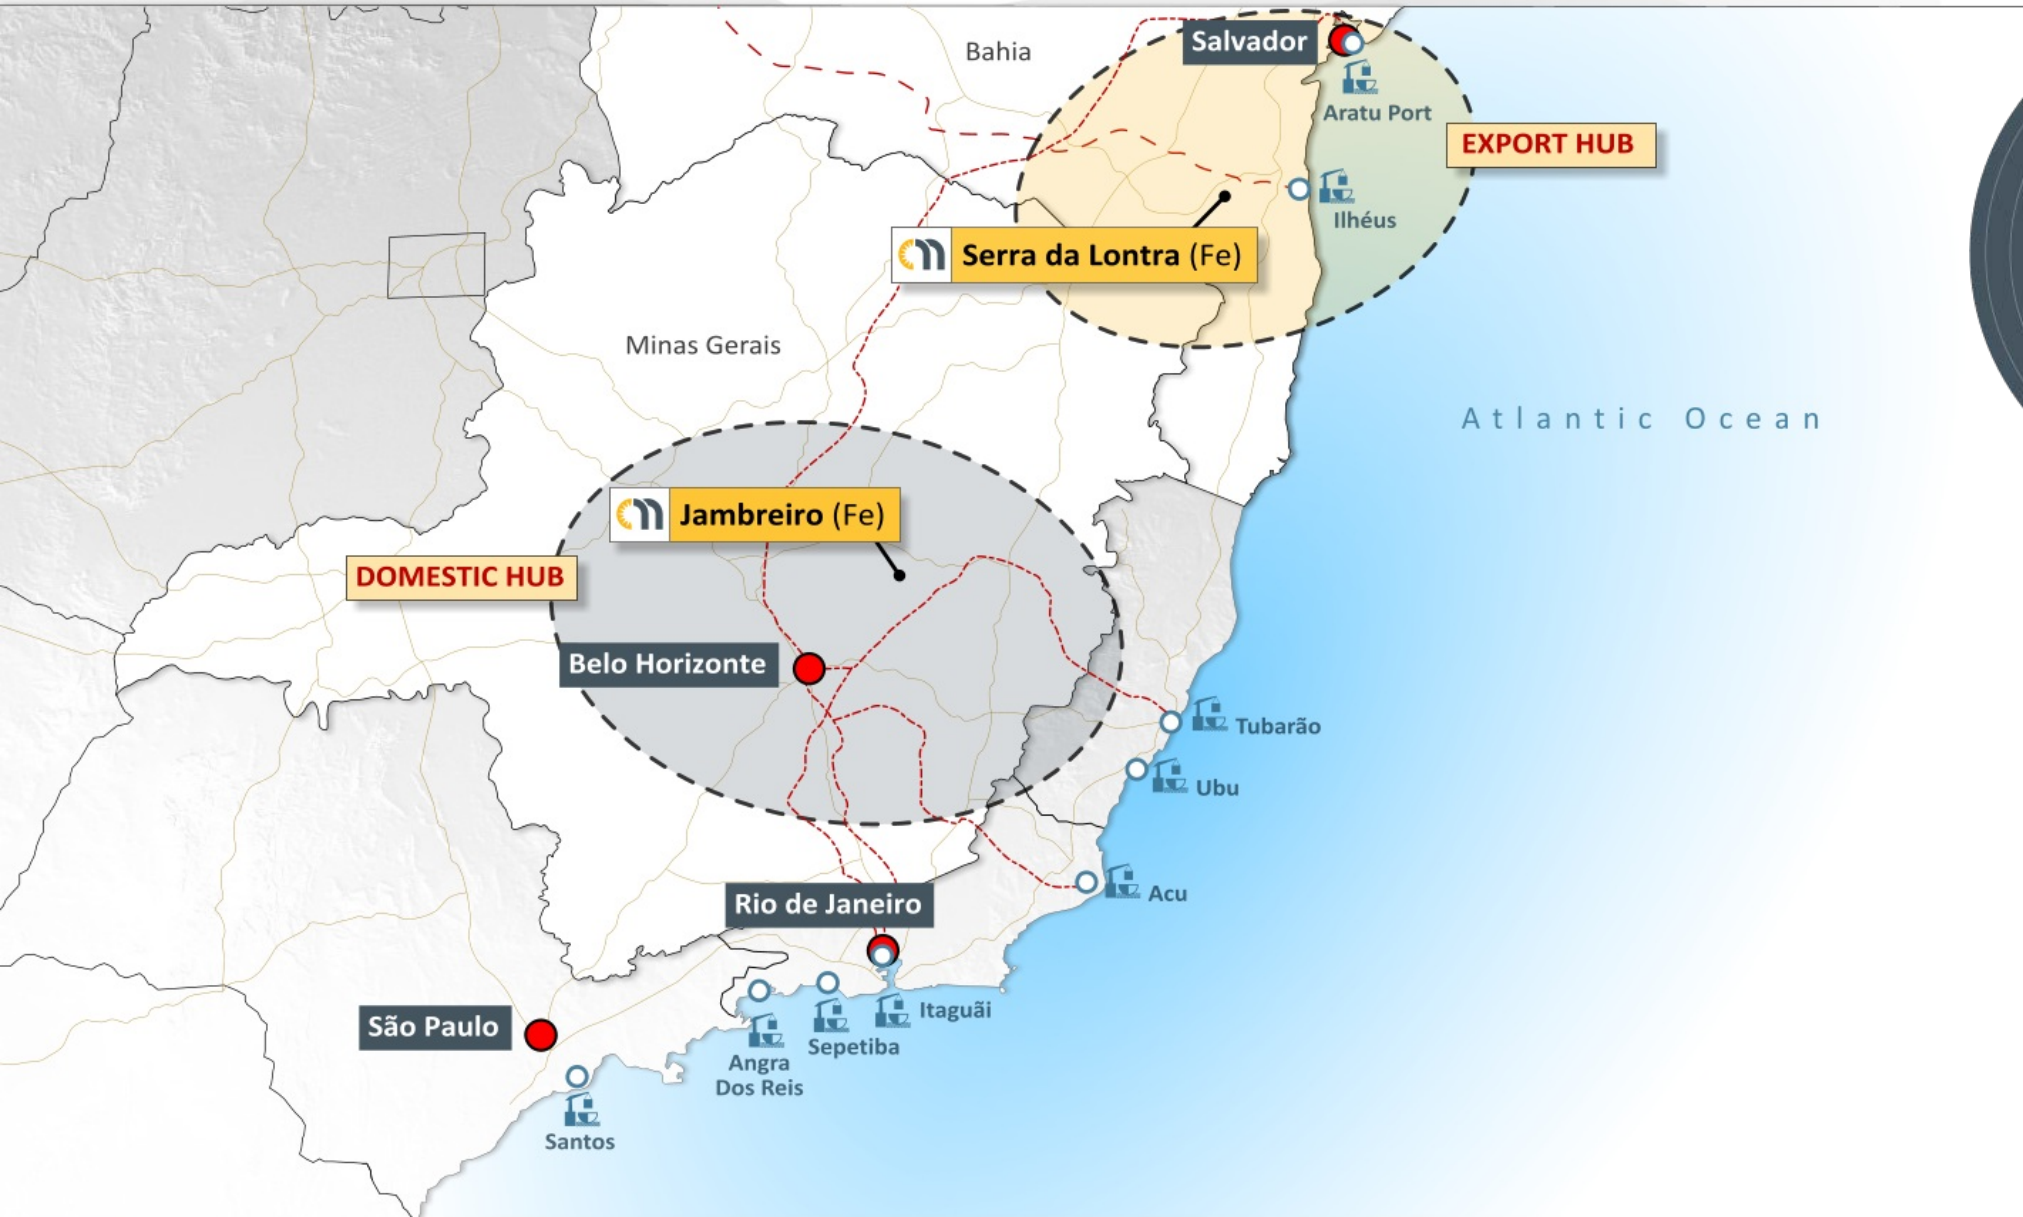 Bahia
Salvador
Aratu Port
EXPORT HUB
Ilhéus
Serra da Lontra (Fe)
Minas Gerais
Atlantic Ocean
Jambreiro (Fe)
DOMESTIC HUB
Belo Horizonte
Tubarão
Ubu
Acu
Rio de Janeiro
Itaguãi
São Paulo
Sepetiba
Angra
Dos Reis
Santos